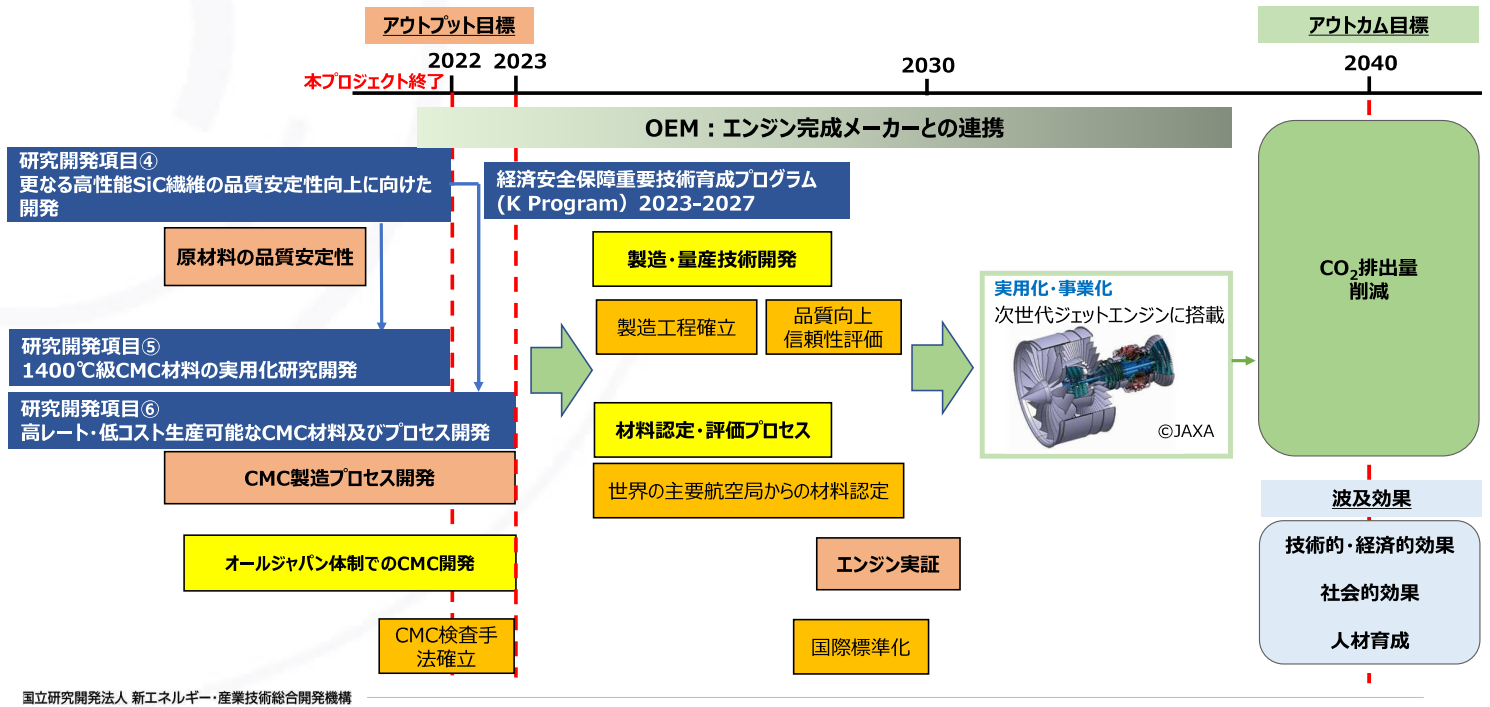 アウトプット目標
アウトカム目標
2022
2023
2030
2040
本プロジェクト終了
OEM：エンジン完成メーカーとの連携
研究開発項目④
更なる高性能SiC繊維の品質安定性向上に向けた
開発
経済安全保障重要技術育成プログラム
(K Program）2023-2027
原材料の品質安定性
製造・量産技術開発
CO₂排出量
削減
実用化・事業化
次世代ジェットエンジンに搭載
製造工程確立
品質向上
信頼性評価
研究開発項目⑤
1400℃級CMC材料の実用化研究開発
研究開発項目⑥
高レート・低コスト生産可能なCMC材料及びプロセス開発
材料認定・評価プロセス
©JAXA
CMC製造プロセス開発
世界の主要航空局からの材料認定
波及効果
オールジャパン体制でのCMC開発
エンジン実証
技術的・経済的効果
社会的効果
人材育成
CMC検査手
法確立
国際標準化
国立研究開発法人 新エネルギー・産業技術総合開発機構